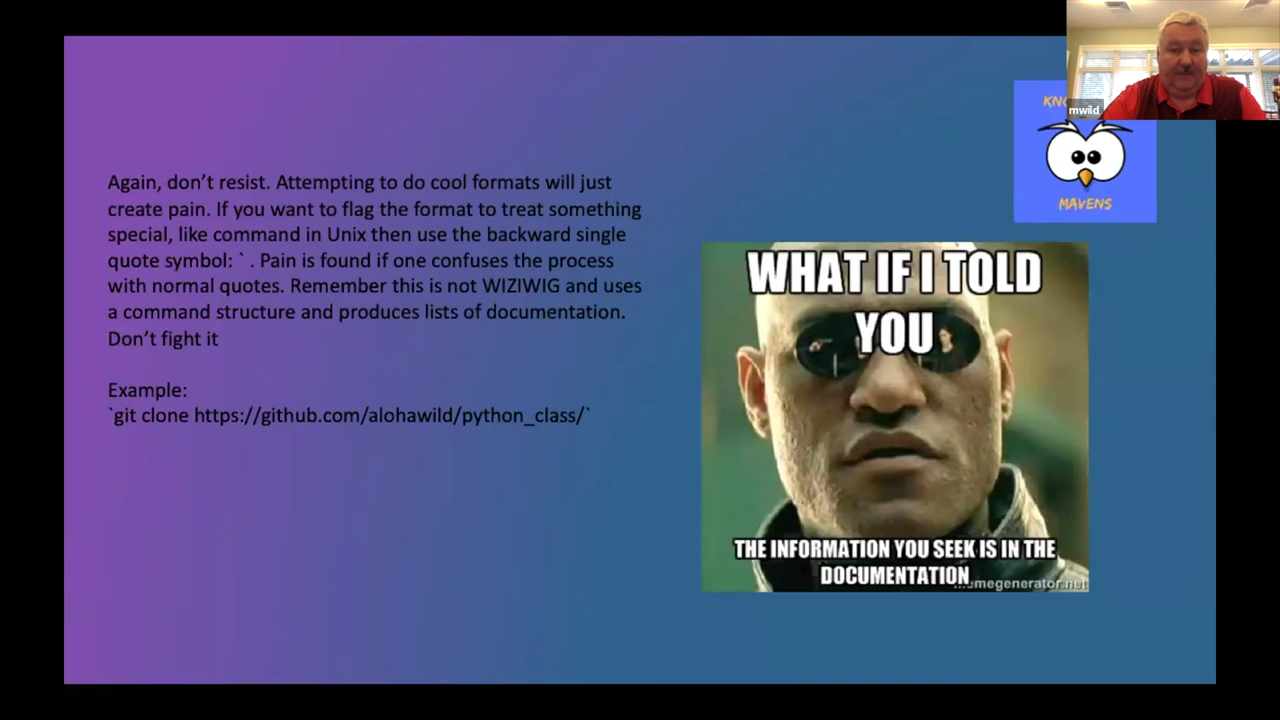 mwild
MAVENS
Again, don’t resist. Attempting to do cool formats will just
create pain. If you want to flag the format to treat something
special, like command in Unix then use the backward single
quote symbol: ` . Pain is found if one confuses the process
with normal quotes. Remember this is not WIZIWIG and uses
a command structure and produces lists of documentation.
Don’t fight it
Example:
`git clone https://github.com/alohawild/python_class/`
WHAT IF I TOLD
YOU
THE INFORMATION YOU SEEK IS IN THE
DOCUMENTATION